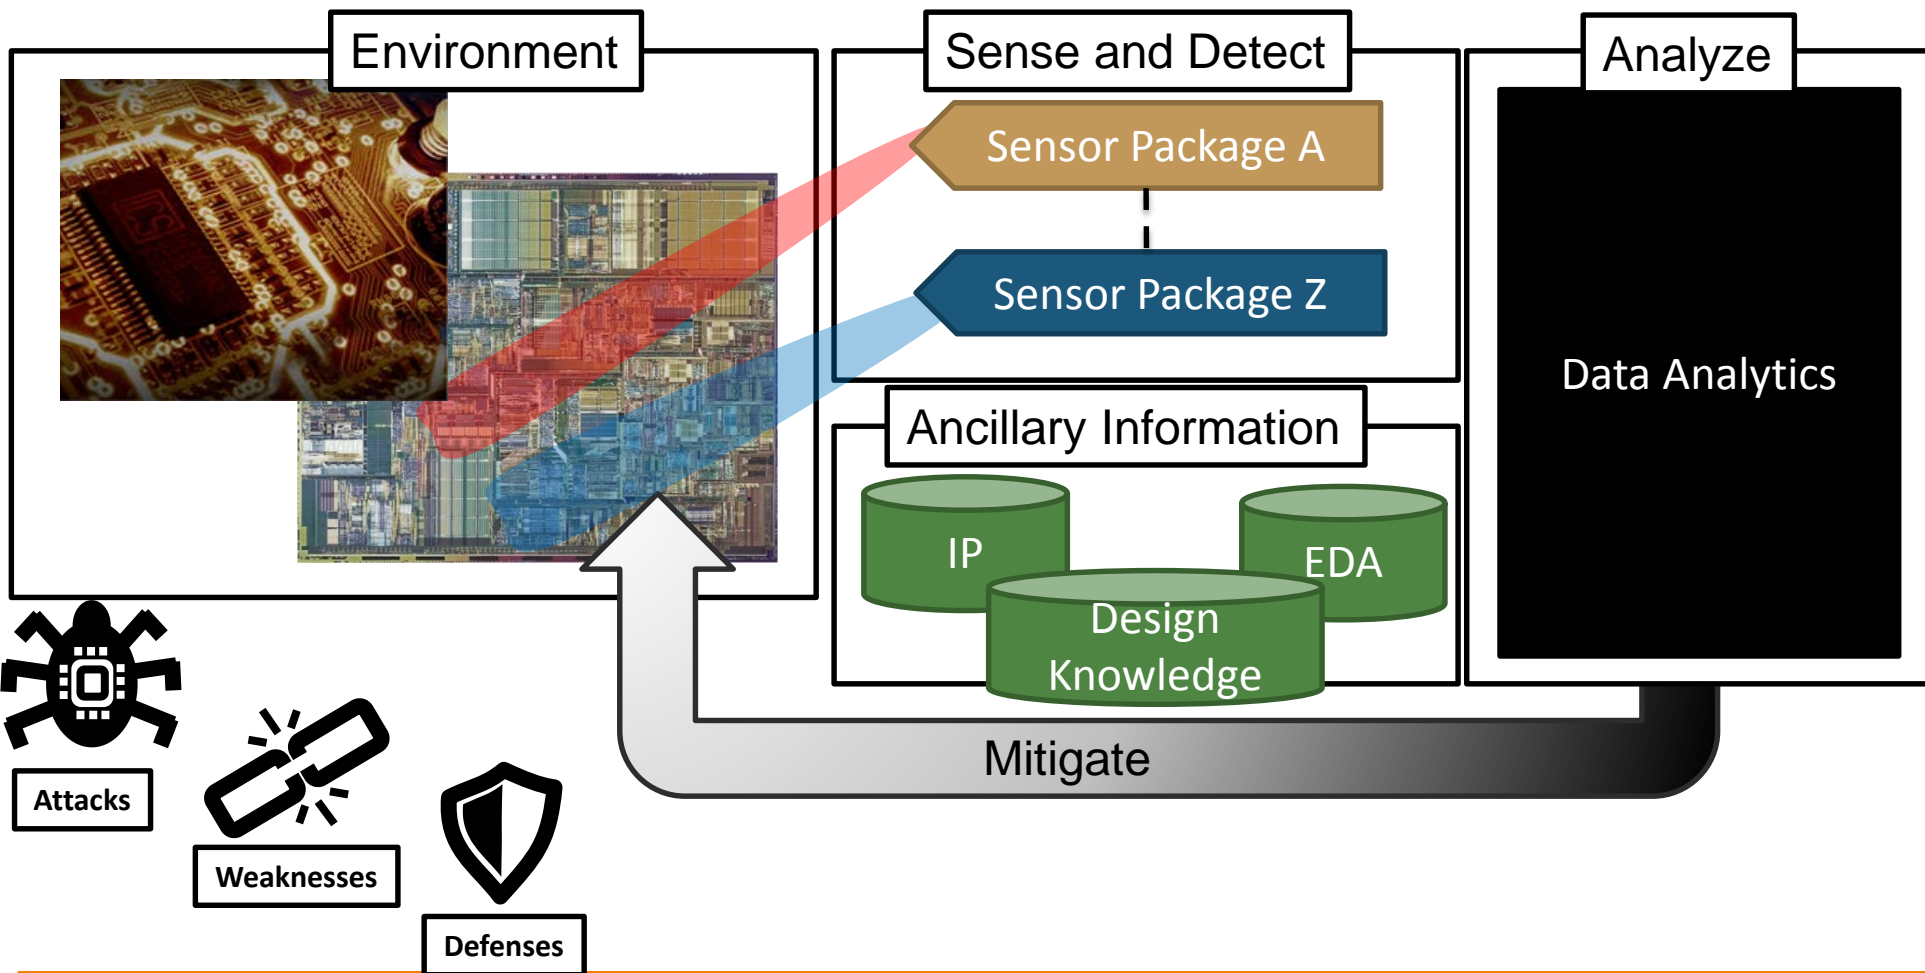 Environment
Sense and Detect
Analyze
Sensor Package A
Sensor Package Z
Data Analytics
Ancillary Information
IP
EDA
Design
Knowledge
Mitigate
Attacks
Weaknesses
Defenses